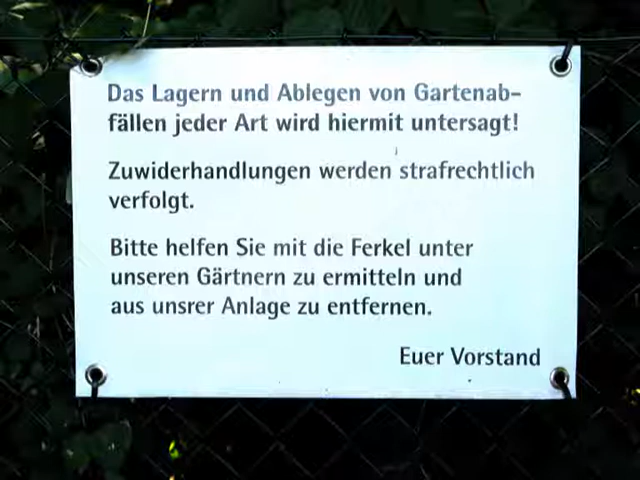 Das Lagern und Ablegen von Gartenab-
fällen jeder Art wird hiermit untersagt!
Zuwiderhandlungen werden strafrechtlich
verfolgt.
Bitte helfen Sie mit die Ferkel unter
unseren Gärtnern zu ermitteln und
aus unsrer Anlage zu entfernen.
Euer Vorstand